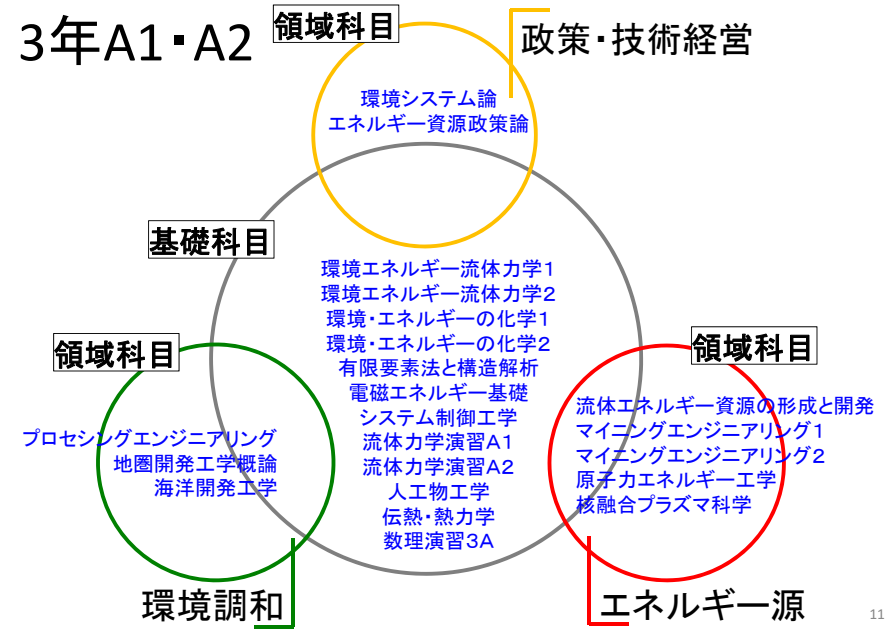 3年A1・A2
領域科目
政策・技術経営
環境システム論
エネルギー資源政策論
基礎科目
環境エネルギー流体力学1
環境エネルギー流体力学2
環境・エネルギーの化学1
環境・エネルギーの化学2
有限要素法と構造解析
電磁エネルギー基礎
システム制御工学
流体力学演習A1
流体力学演習A2
人工物工学
伝熱・熱力学
数理演習3A
領域科目
プロセシングエンジニアリング
地圏開発工学概論
海洋開発工学
環境調和
領域科目
流体エネルギー資源の形成と開発
マイニングエンジニアリング1
マイニングエンジニアリング2
原子力エネルギー工学
核融合プラズマ科学
エネルギー源
11